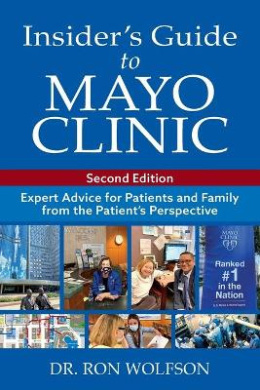 Insider's Guide
to
MAYO
CLINIC
Second Edition
Expert Advice for Patients and Family
from the Patient's Perspective
MAYO
CLINIC
Ranked
#1
in the
Nation
DR. RON WOLFSON